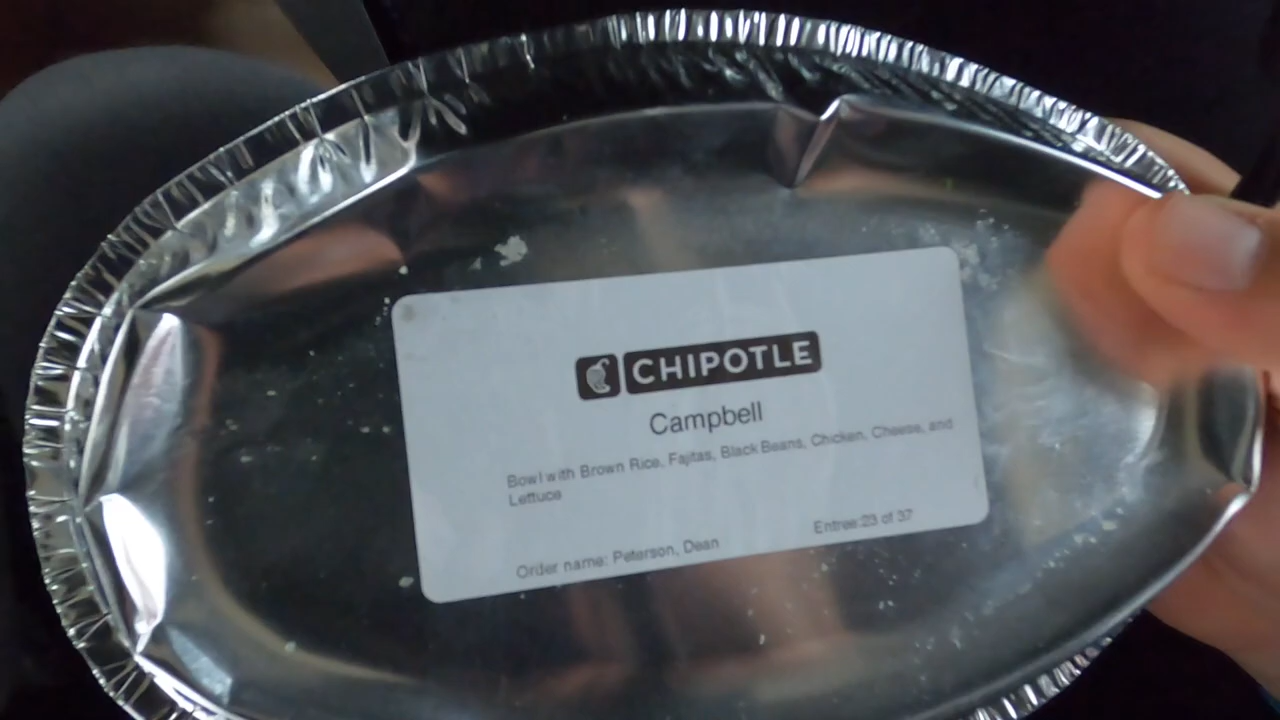 CHIPOTLE
Campbell
Bowl with Brown Rice, Fajitas, Black Beans, Chicken, Cheese, and
Lettuce
Entree:23 of 37
Order name: Peterson, Dean